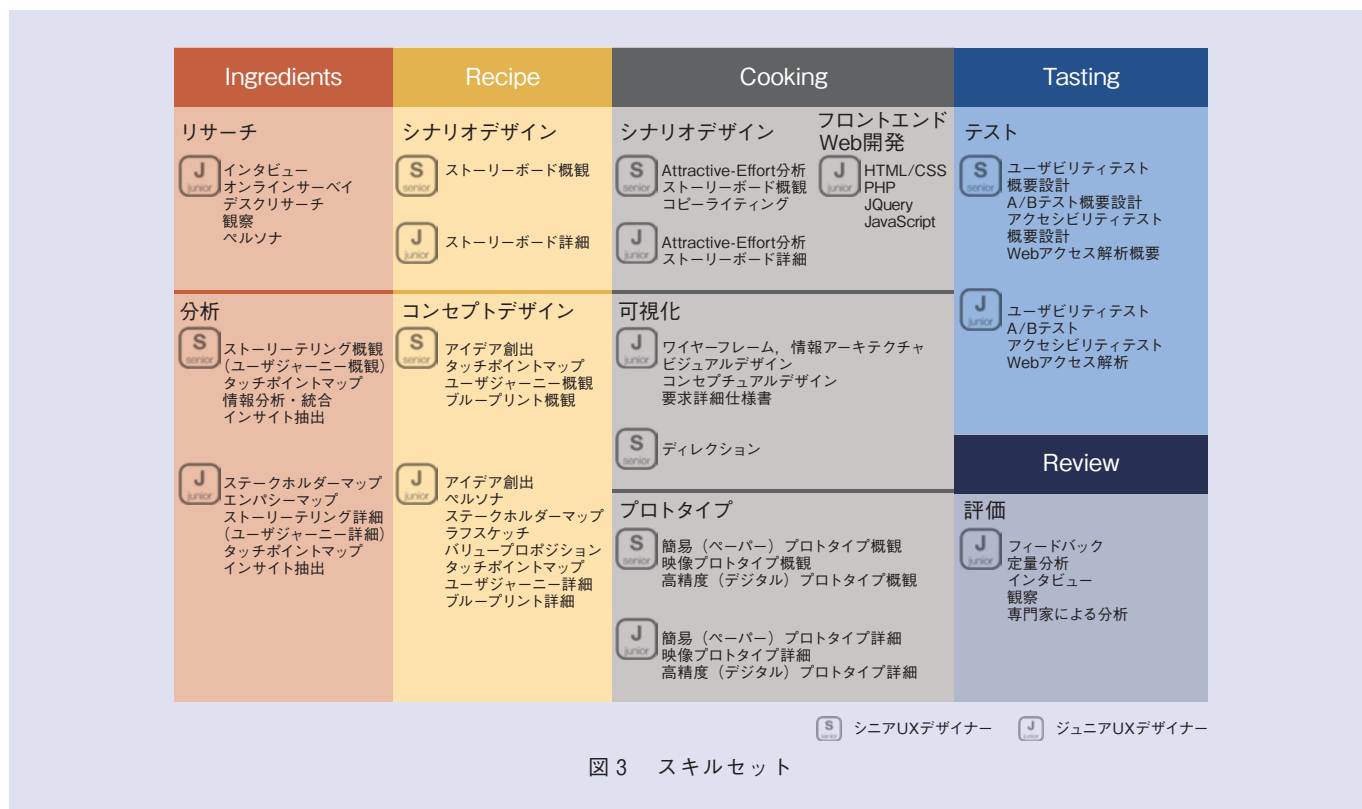 Ingredients
リサーチ
J
junior
インタビュー
オンラインサーベイ
デスクリサーチ
観察
ペルソナ
分析
S
senior
ストーリーテリング概観
(ユーザジャーニー概観)
タッチポイントマップ
情報分析・統合
インサイト抽出
J
junior
ステークホルダーマップ
エンパシーマップ
ストーリーテリング詳細
(ユーザジャーニー詳細)
タッチポイントマップ
インサイト抽出
Recipe
シナリオデザイン
S
senior
ストーリーボード概観
J
junior
ストーリーボード詳細
コンセプトデザイン
S
senior
アイデア創出
タッチポイントマップ
ユーザジャーニー概観
ブループリント概観
J
junior
アイデア創出
ペルソナ
ステークホルダーマップ
ラフスケッチ
バリュープロポジション
タッチポイントマップ
ユーザジャーニー詳細
ブループリント詳細
Cooking
シナリオデザイン
S
senior
Attractive-Effort分析
ストーリーボード概観
コピーライティング
J
junior
Attractive-Effort分析
ストーリーボード詳細
フロントエンド
Web開発
J
junior
HTML/CSS
PHP
JQuery
JavaScript
可視化
J
junior
ワイヤーフレーム，情報アーキテクチャ
ビジュアルデザイン
コンセプチュアルデザイン
要求詳細仕様書
S
senior
ディレクション
プロトタイプ
S
senior
簡易（ペーパー）プロトタイプ概観
映像プロトタイプ概観
高精度（デジタル）プロトタイプ概観
J
junior
簡易（ペーパー）プロトタイプ詳細
映像プロトタイプ詳細
高精度（デジタル）プロトタイプ詳細
Tasting
テスト
S
senior
ユーザビリティテスト
概要設計
A/Bテスト概要設計
アクセシビリティテスト
概要設計
Webアクセス解析概要
J
junior
ユーザビリティテスト
A/Bテスト
アクセシビリティテスト
Webアクセス解析
Review
評価
J
junior
フィードバック
定量分析
インタビュー
観察
専門家による分析
S
senior
シニアUXデザイナー
J
junior
ジュニアUXデザイナー
図3 スキルセット